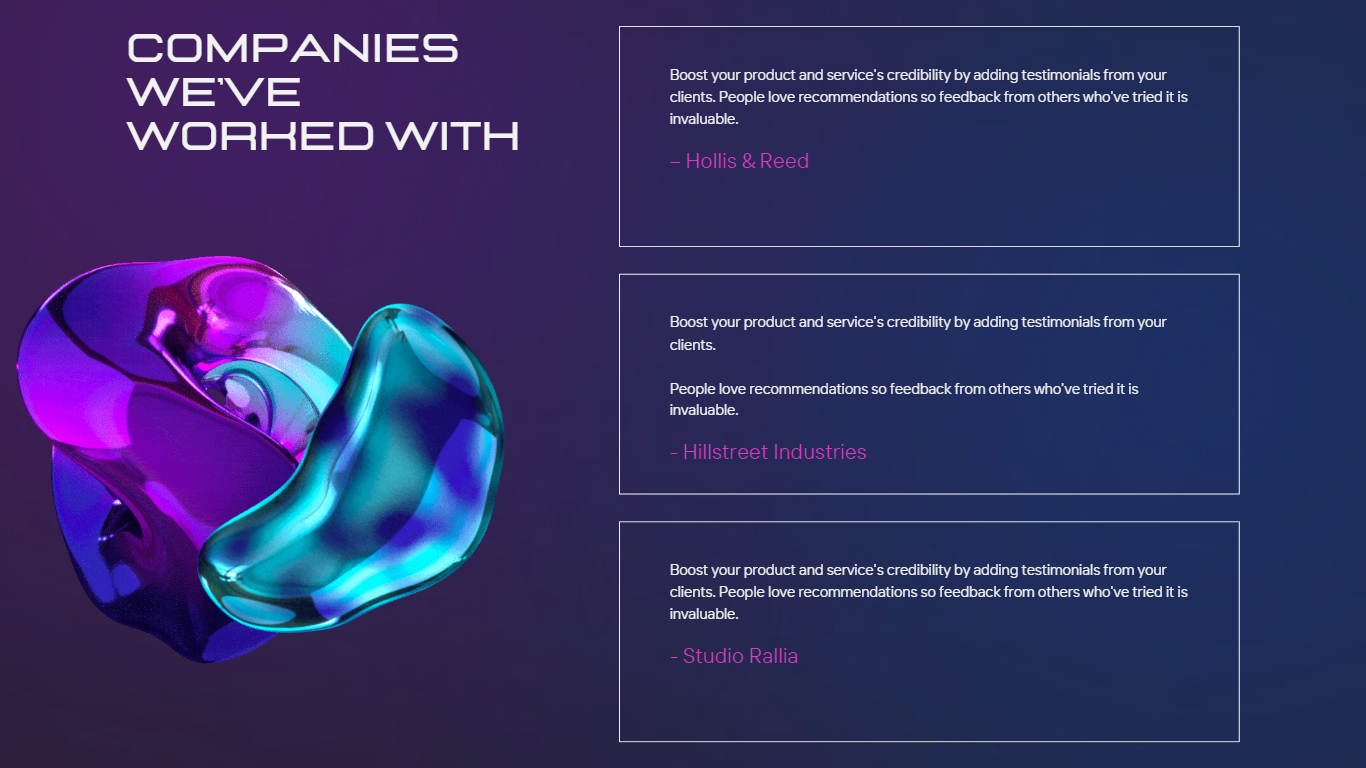 COMPANIES
WE'VE
WORKED WITH
Boost your product and service's credibility by adding testimonials from your
clients. People love recommendations so feedback from others who've tried it is
invaluable.
– Hollis & Reed
Boost your product and service's credibility by adding testimonials from your
clients.
People love recommendations so feedback from others who've tried it is
invaluable.
- Hillstreet Industries
Boost your product and service's credibility by adding testimonials from your
clients. People love recommendations so feedback from others who've tried it is
invaluable.
- Studio Rallia